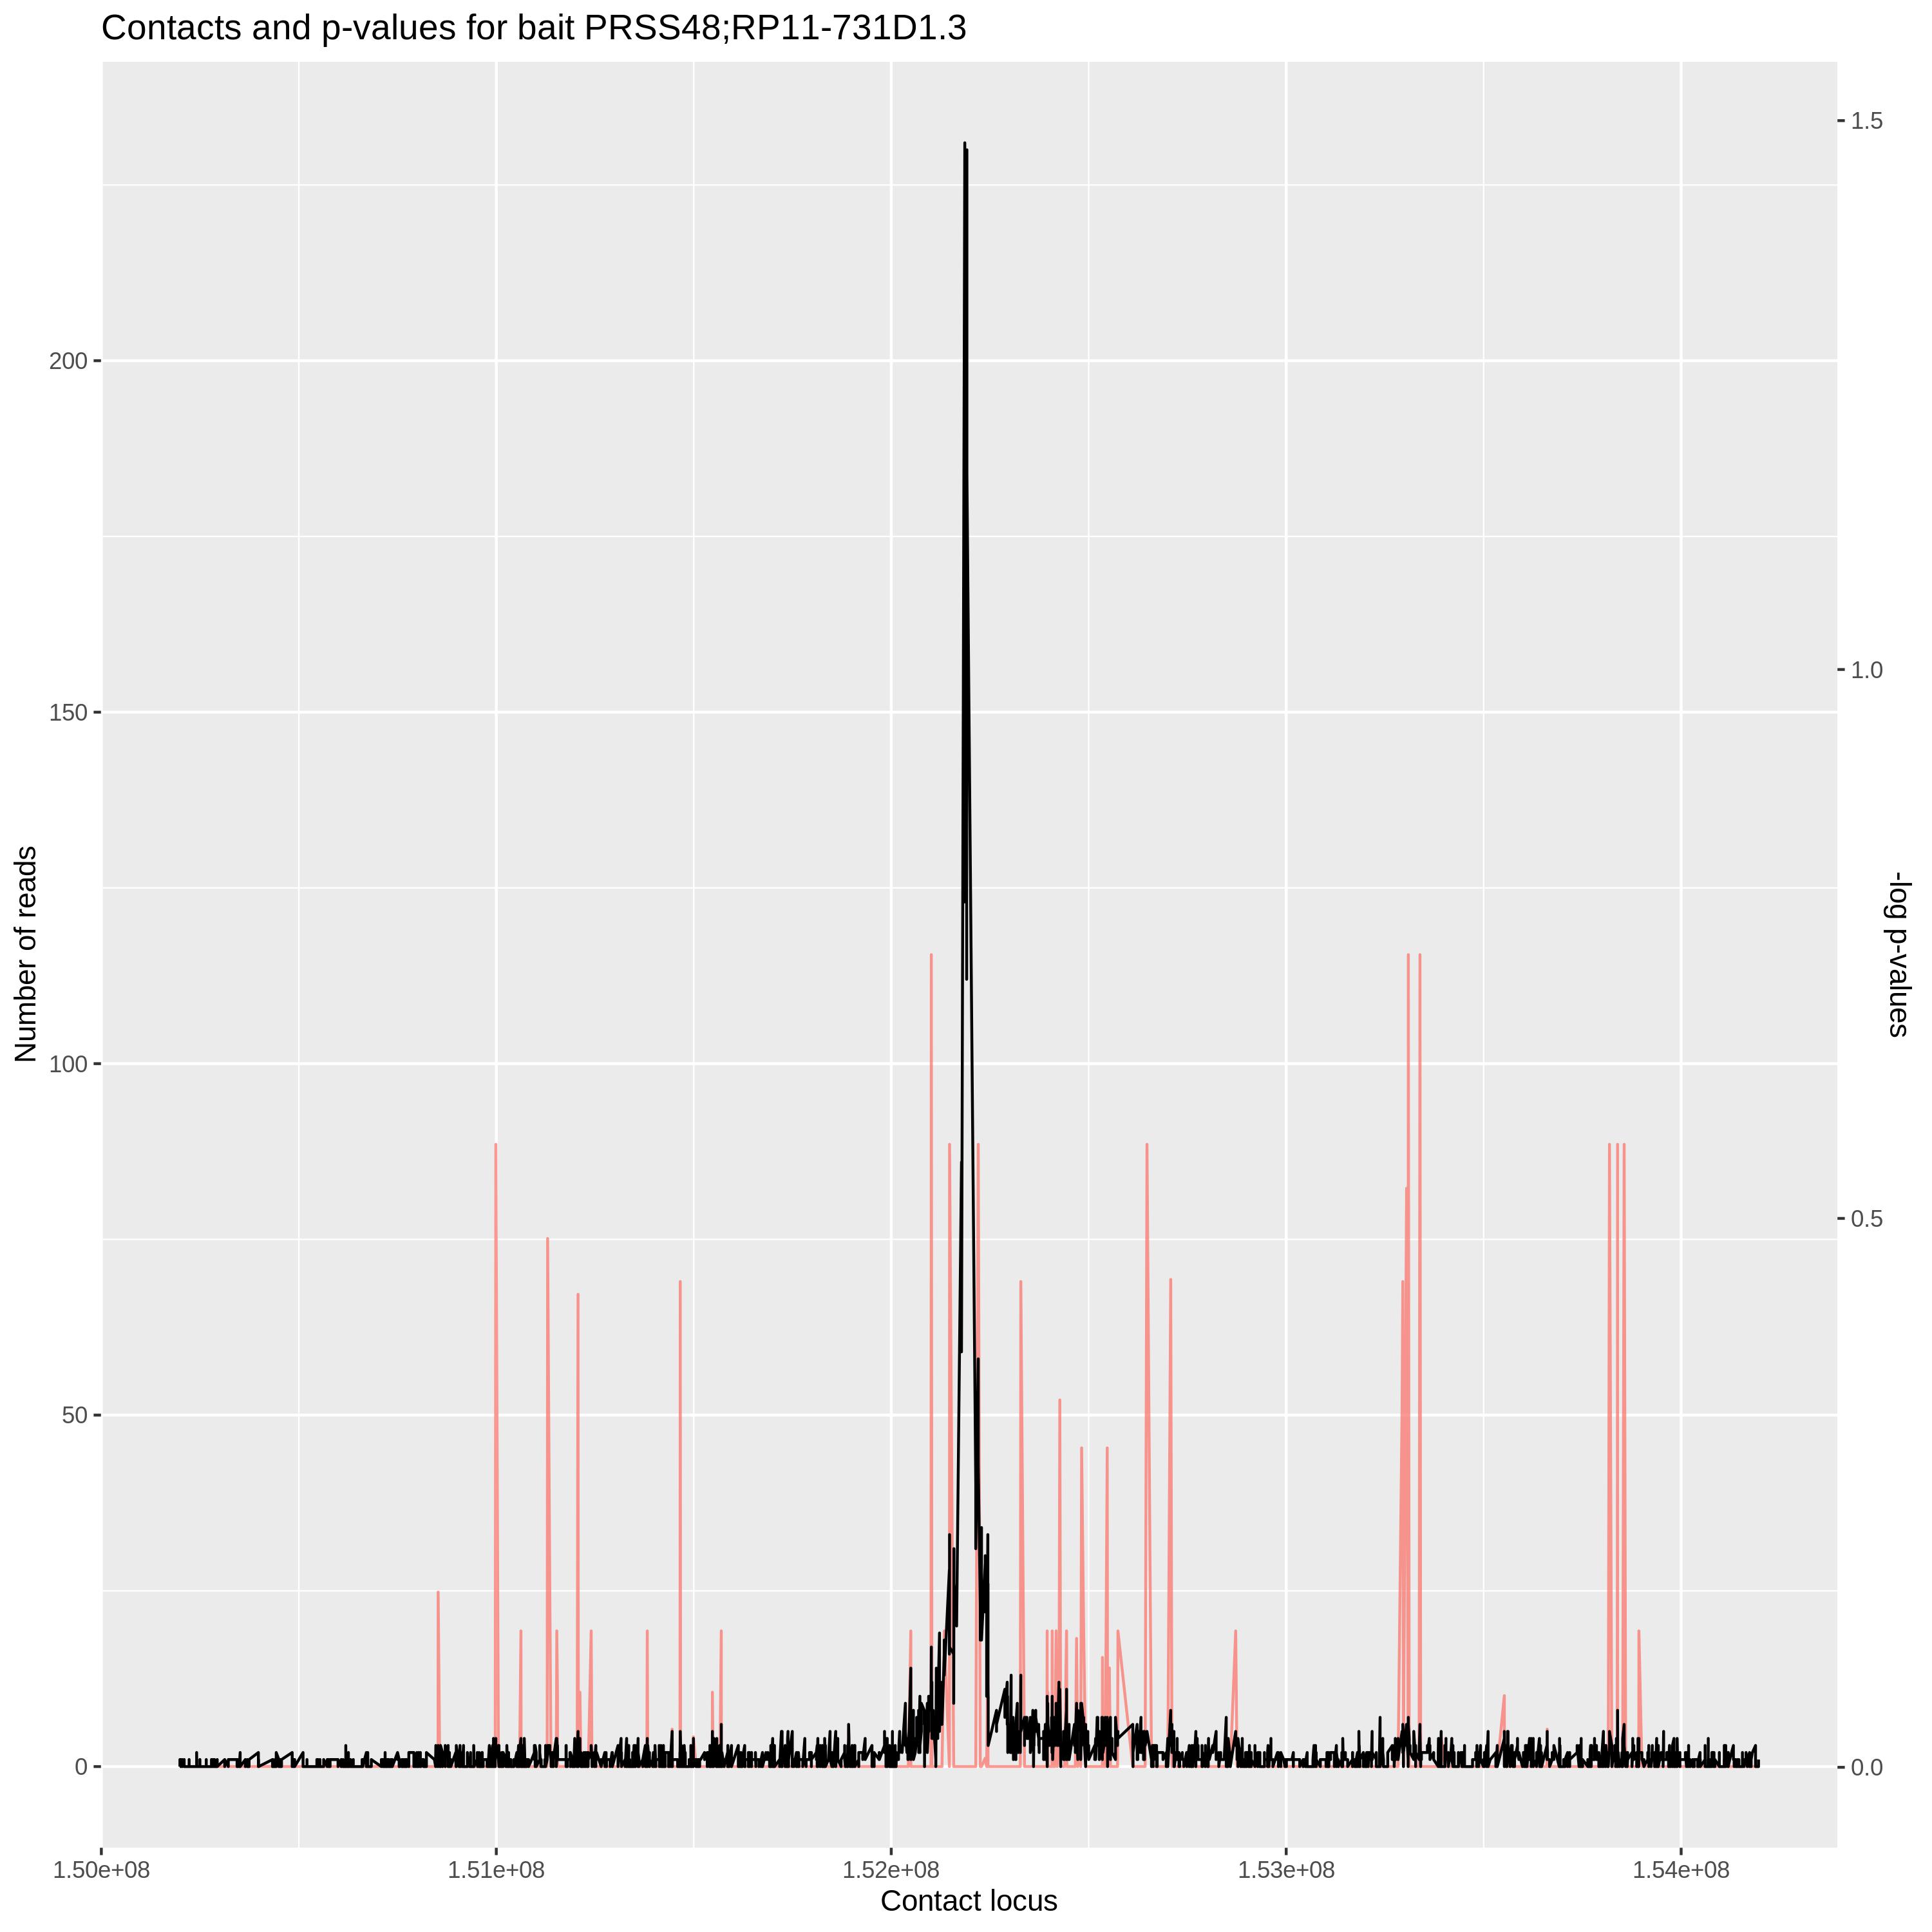 Contacts and p-values for bait PRSS48;RP11-731D1.3
Number of reads
200
150
100
50
0
1.5
1.0
0.5
0.0
-log p-values
1.50e+08
1.51e+08
1.52e+08
1.53e+08
1.54e+08
Contact locus